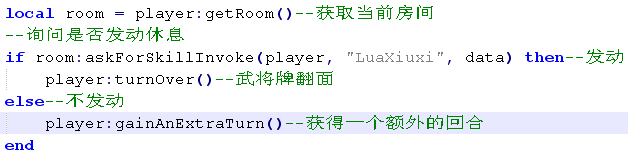 local room = player:getRoom()--获取当前房间
--询问是否发动休息
if room:askForSkillInvoke(player, "LuaXiuxi", data) then--发动
    player:turnOver()--武将牌翻面
else--不发动
    player:gainAnExtraTurn()--获得一个额外的回合
end